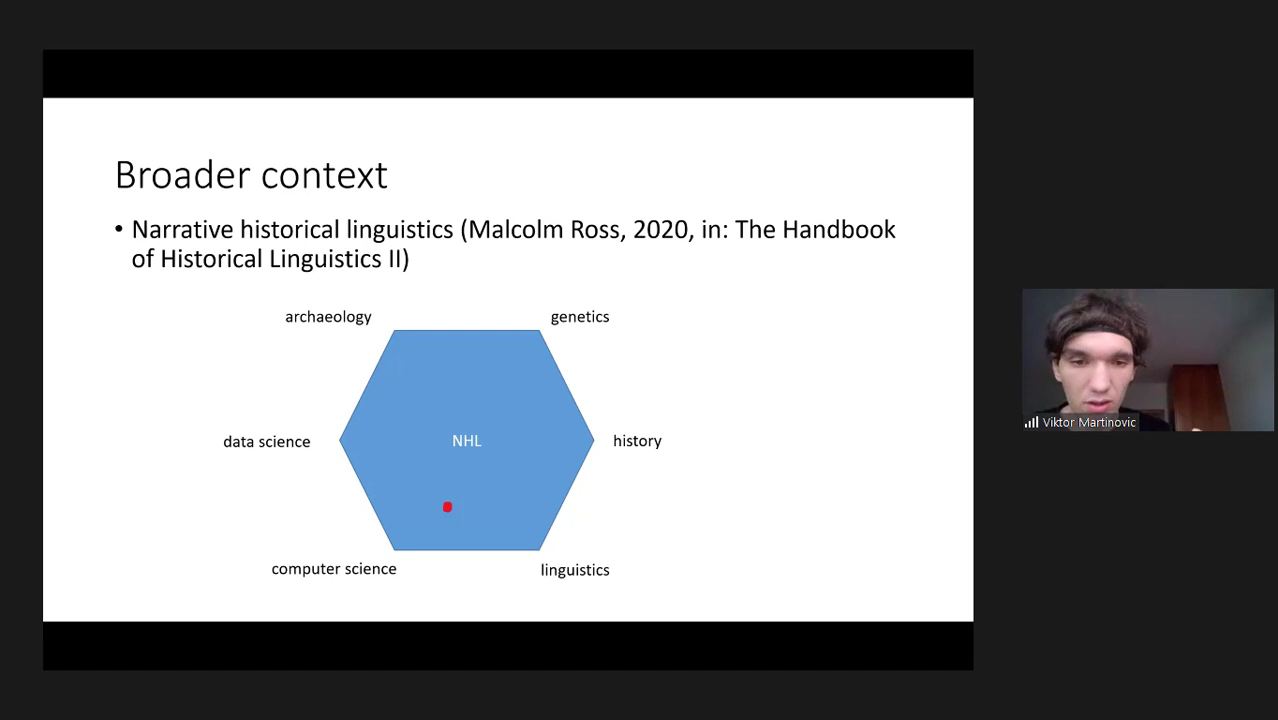 Broader context
• Narrative historical linguistics (Malcolm Ross, 2020, in: The Handbook
of Historical Linguistics II)
archaeology
genetics
data science
NHL
history
computer science
linguistics
Viktor Martinovic